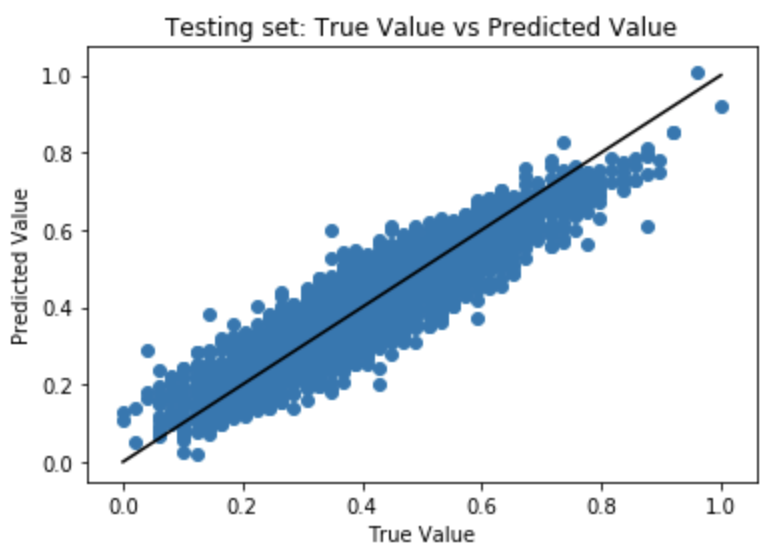 Testing set: True Value vs Predicted Value
1.0
0.8
0.6
0.4
0.2
0.0
Predicted Value
0.0 0.2 0.4 0.6 0.8 1.0
True Value